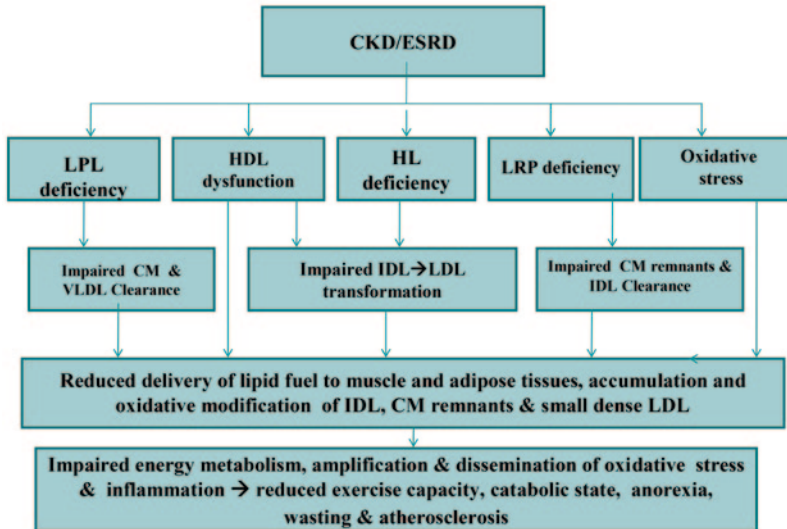 CKD/ESRD
LPL
deficiency
HDL
dysfunction
HL
deficiency
LRP deficiency
Oxidative
stress
Impaired CM &
VLDL Clearance
Impaired IDL→LDL
transformation
Impaired CM remnants &
IDL Clearance
Reduced delivery of lipid fuel to muscle and adipose tissues, accumulation and
oxidative modification of IDL, CM remnants & small dense LDL
Impaired energy metabolism, amplification & dissemination of oxidative stress
& inflammation → reduced exercise capacity, catabolic state, anorexia,
wasting & atherosclerosis